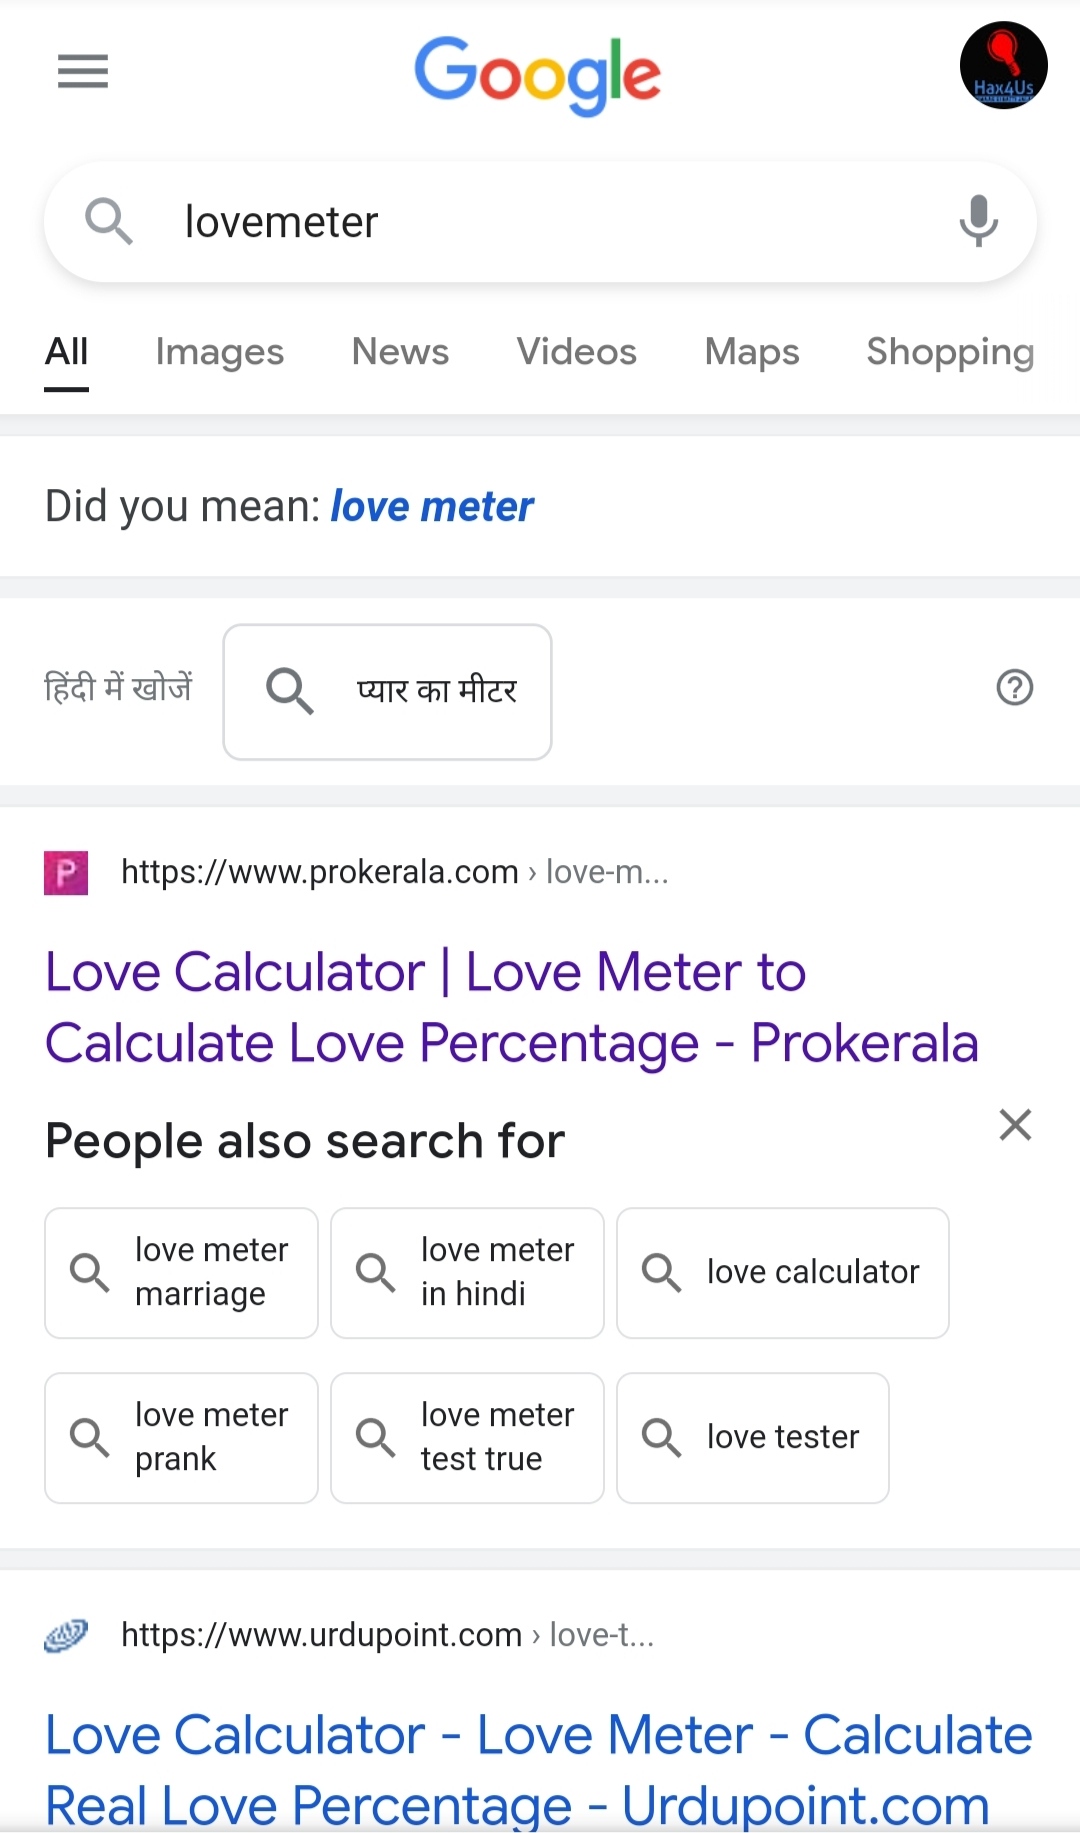 Google
Hax4Us
lovemeter
All Images News Videos Maps Shopping
Did you mean: love meter
हिंदी में खोजें
प्यार का मीटर
P
https://www.prokerala.com › love-m...
Love Calculator | Love Meter to
Calculate Love Percentage - Prokerala
People also search for
love meter
marriage
love meter
in hindi
love calculator
love meter
prank
love meter
test true
love tester
https://www.urdupoint.com › love-t...
Love Calculator - Love Meter - Calculate
Real Love Percentage - Urdupoint.com